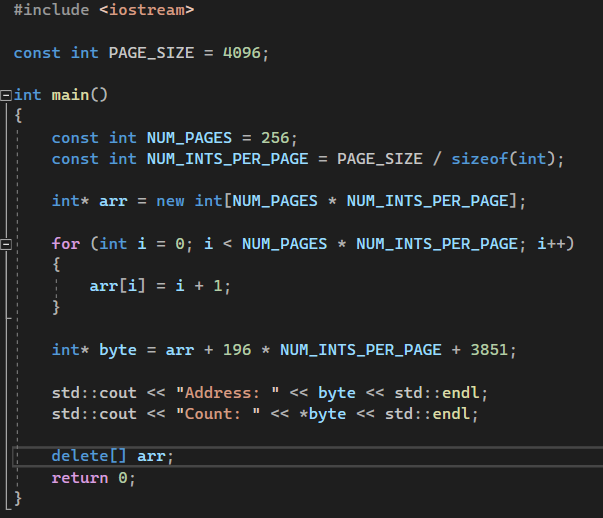 #include <iostream>
const int PAGE_SIZE = 4096;
int main()
{
const int NUM_PAGES = 256;
const int NUM_INTS_PER_PAGE = PAGE_SIZE / sizeof(int);
int* arr = new int[NUM_PAGES * NUM_INTS_PER_PAGE];
for (int i = 0; i < NUM_PAGES * NUM_INTS_PER_PAGE; i++)
{
arr[i] = i + 1;
}
int* byte = arr + 196 * NUM_INTS_PER_PAGE + 3851;
std::cout << "Address: " << byte << std::endl;
std::cout << "Count: " << *byte << std::endl;
delete[] arr;
return 0;
}